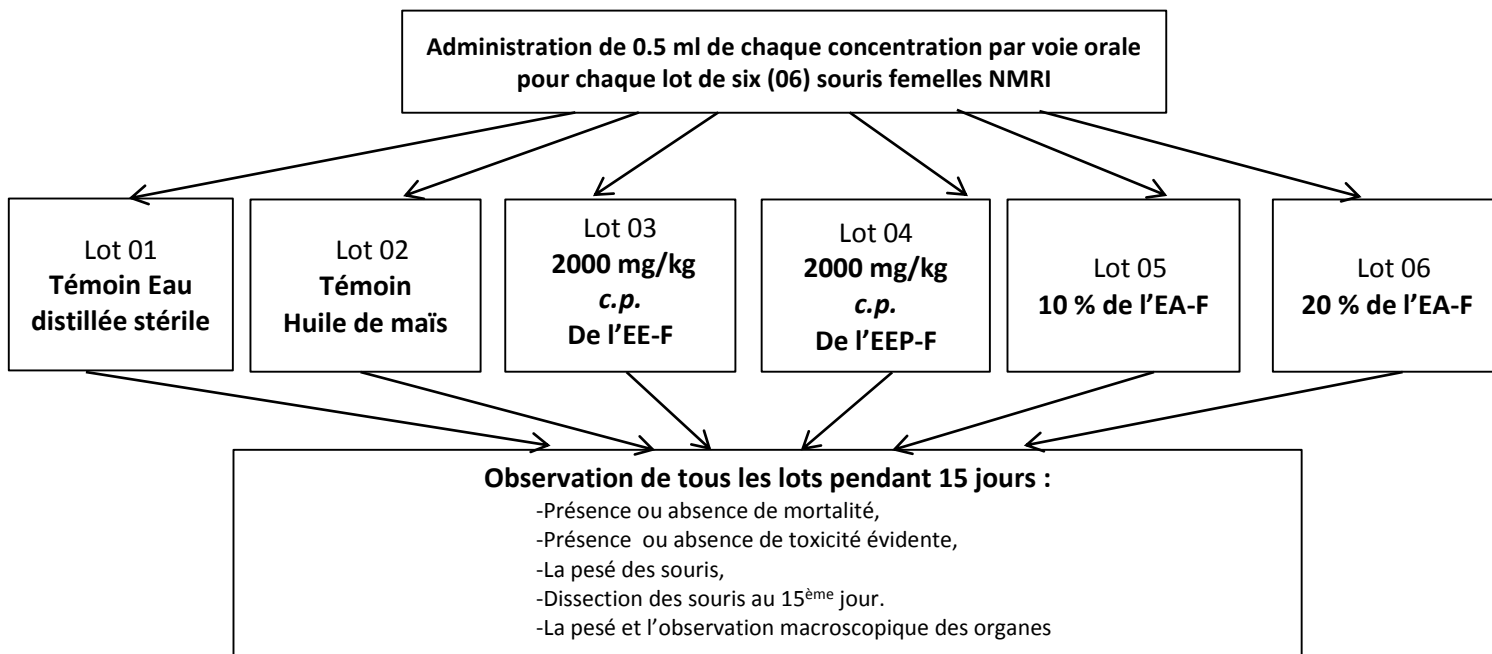 Administration de 0.5 ml de chaque concentration par voie orale
pour chaque lot de six (06) souris femelles NMRI
Lot 01
Témoin Eau
distillée stérile
Lot 02
Témoin
Huile de maïs
Lot 03
2000 mg/kg
c.p.
De l’EE-F
Lot 04
2000 mg/kg
c.p.
De l’EEP-F
Lot 05
10 % de l’EA-F
Lot 06
20 % de l’EA-F
Observation de tous les lots pendant 15 jours :
-Présence ou absence de mortalité,
-Présence ou absence de toxicité évidente,
-La pesé des souris,
-Dissection des souris au 15ème jour.
-La pesé et l’observation macroscopique des organes